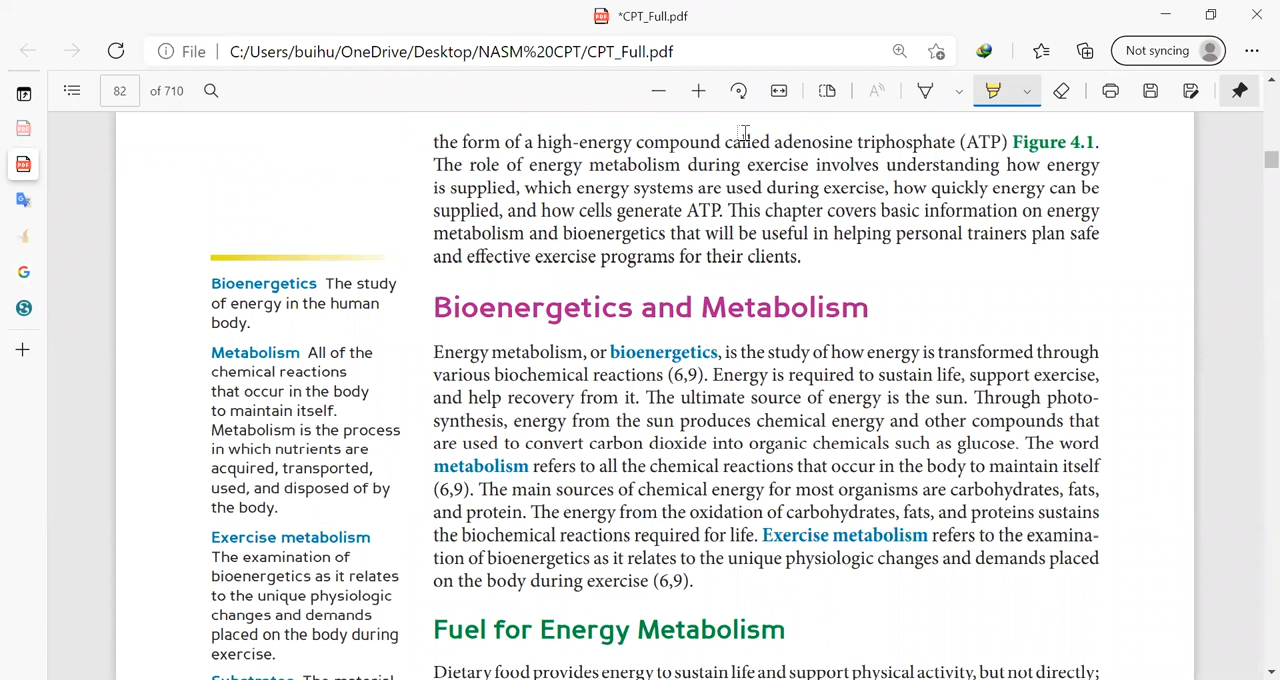 *CPT_Full.pdf
File
C:/Users/buihu/OneDrive/Desktop/NASM%20CPT/CPT_Full.pdf
Not syncing
82 of 710
the form of a high-energy compound called adenosine triphosphate (ATP) Figure 4.1.
The role of energy metabolism during exercise involves understanding how energy
is supplied, which energy systems are used during exercise, how quickly energy can be
supplied, and how cells generate ATP. This chapter covers basic information on energy
metabolism and bioenergetics that will be useful in helping personal trainers plan safe
and effective exercise programs for their clients.
Bioenergetics The study
of energy in the human
body.
Metabolism All of the
chemical reactions
that occur in the body
to maintain itself.
Metabolism is the process
in which nutrients are
acquired, transported,
used, and disposed of by
the body.
Exercise metabolism
The examination of
bioenergetics as it relates
to the unique physiologic
changes and demands
placed on the body during
exercise.
Substrates The material
Bioenergetics and Metabolism
Energy metabolism, or bioenergetics, is the study of how energy is transformed through
various biochemical reactions (6,9). Energy is required to sustain life, support exercise,
and help recovery from it. The ultimate source of energy is the sun. Through photo-
synthesis, energy from the sun produces chemical energy and other compounds that
are used to convert carbon dioxide into organic chemicals such as glucose. The word
metabolism refers to all the chemical reactions that occur in the body to maintain itself
(6,9). The main sources of chemical energy for most organisms are carbohydrates, fats,
and protein. The energy from the oxidation of carbohydrates, fats, and proteins sustains
the biochemical reactions required for life. Exercise metabolism refers to the examina-
tion of bioenergetics as it relates to the unique physiologic changes and demands placed
on the body during exercise (6,9).
Fuel for Energy Metabolism
Dietary food provides energy to sustain life and support physical activity, but not directly;